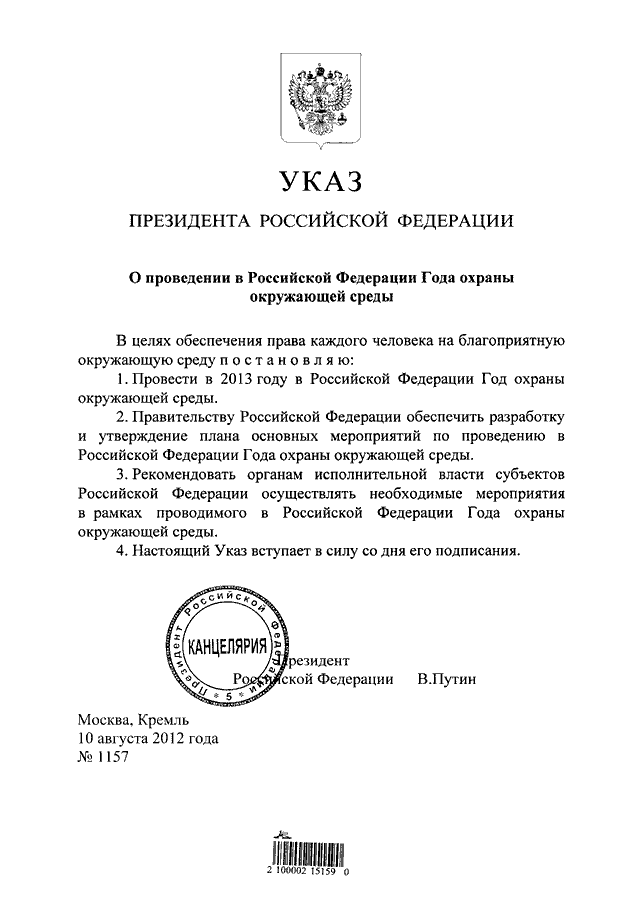 УКАЗ
ПРЕЗИДЕНТА РОССИЙСКОЙ ФЕДЕРАЦИИ
О проведении в Российской Федерации Года охраны
окружающей среды
В целях обеспечения права каждого человека на благоприятную
окружающую среду п о с т а н о в л я ю:
1. Провести в 2013 году в Российской Федерации Год охраны
окружающей среды.
2. Правительству Российской Федерации обеспечить разработку
и утверждение плана основных мероприятий по проведению в
Российской Федерации Года охраны окружающей среды.
3. Рекомендовать органам исполнительной власти субъектов
Российской Федерации осуществлять необходимые мероприятия
в рамках проводимого в Российской Федерации Года охраны
окружающей среды.
4. Настоящий Указ вступает в силу со дня его подписания.
Президент Российской Федерации
КАНЦЕЛЯРИЯ
* 5 *
Президент
Российской Федерации В.Путин
Москва, Кремль
10 августа 2012 года
№ 1157
2 100002 15159 0